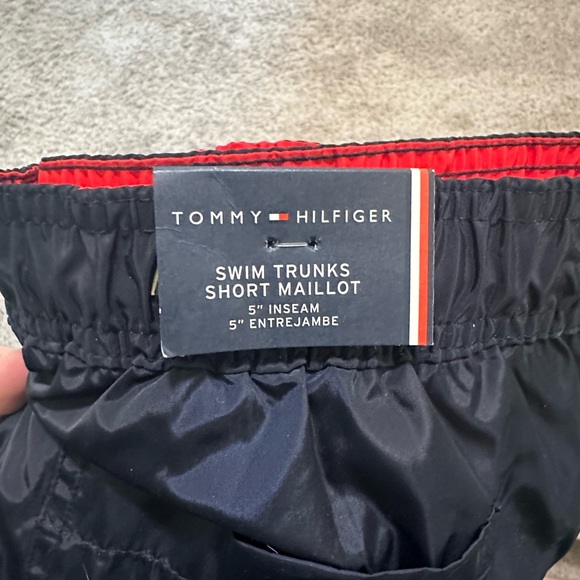 TOMMY HILFIGER
SWIM TRUNKS
SHORT MAILLOT
5" INSEAM
5" ENTREJAMBE